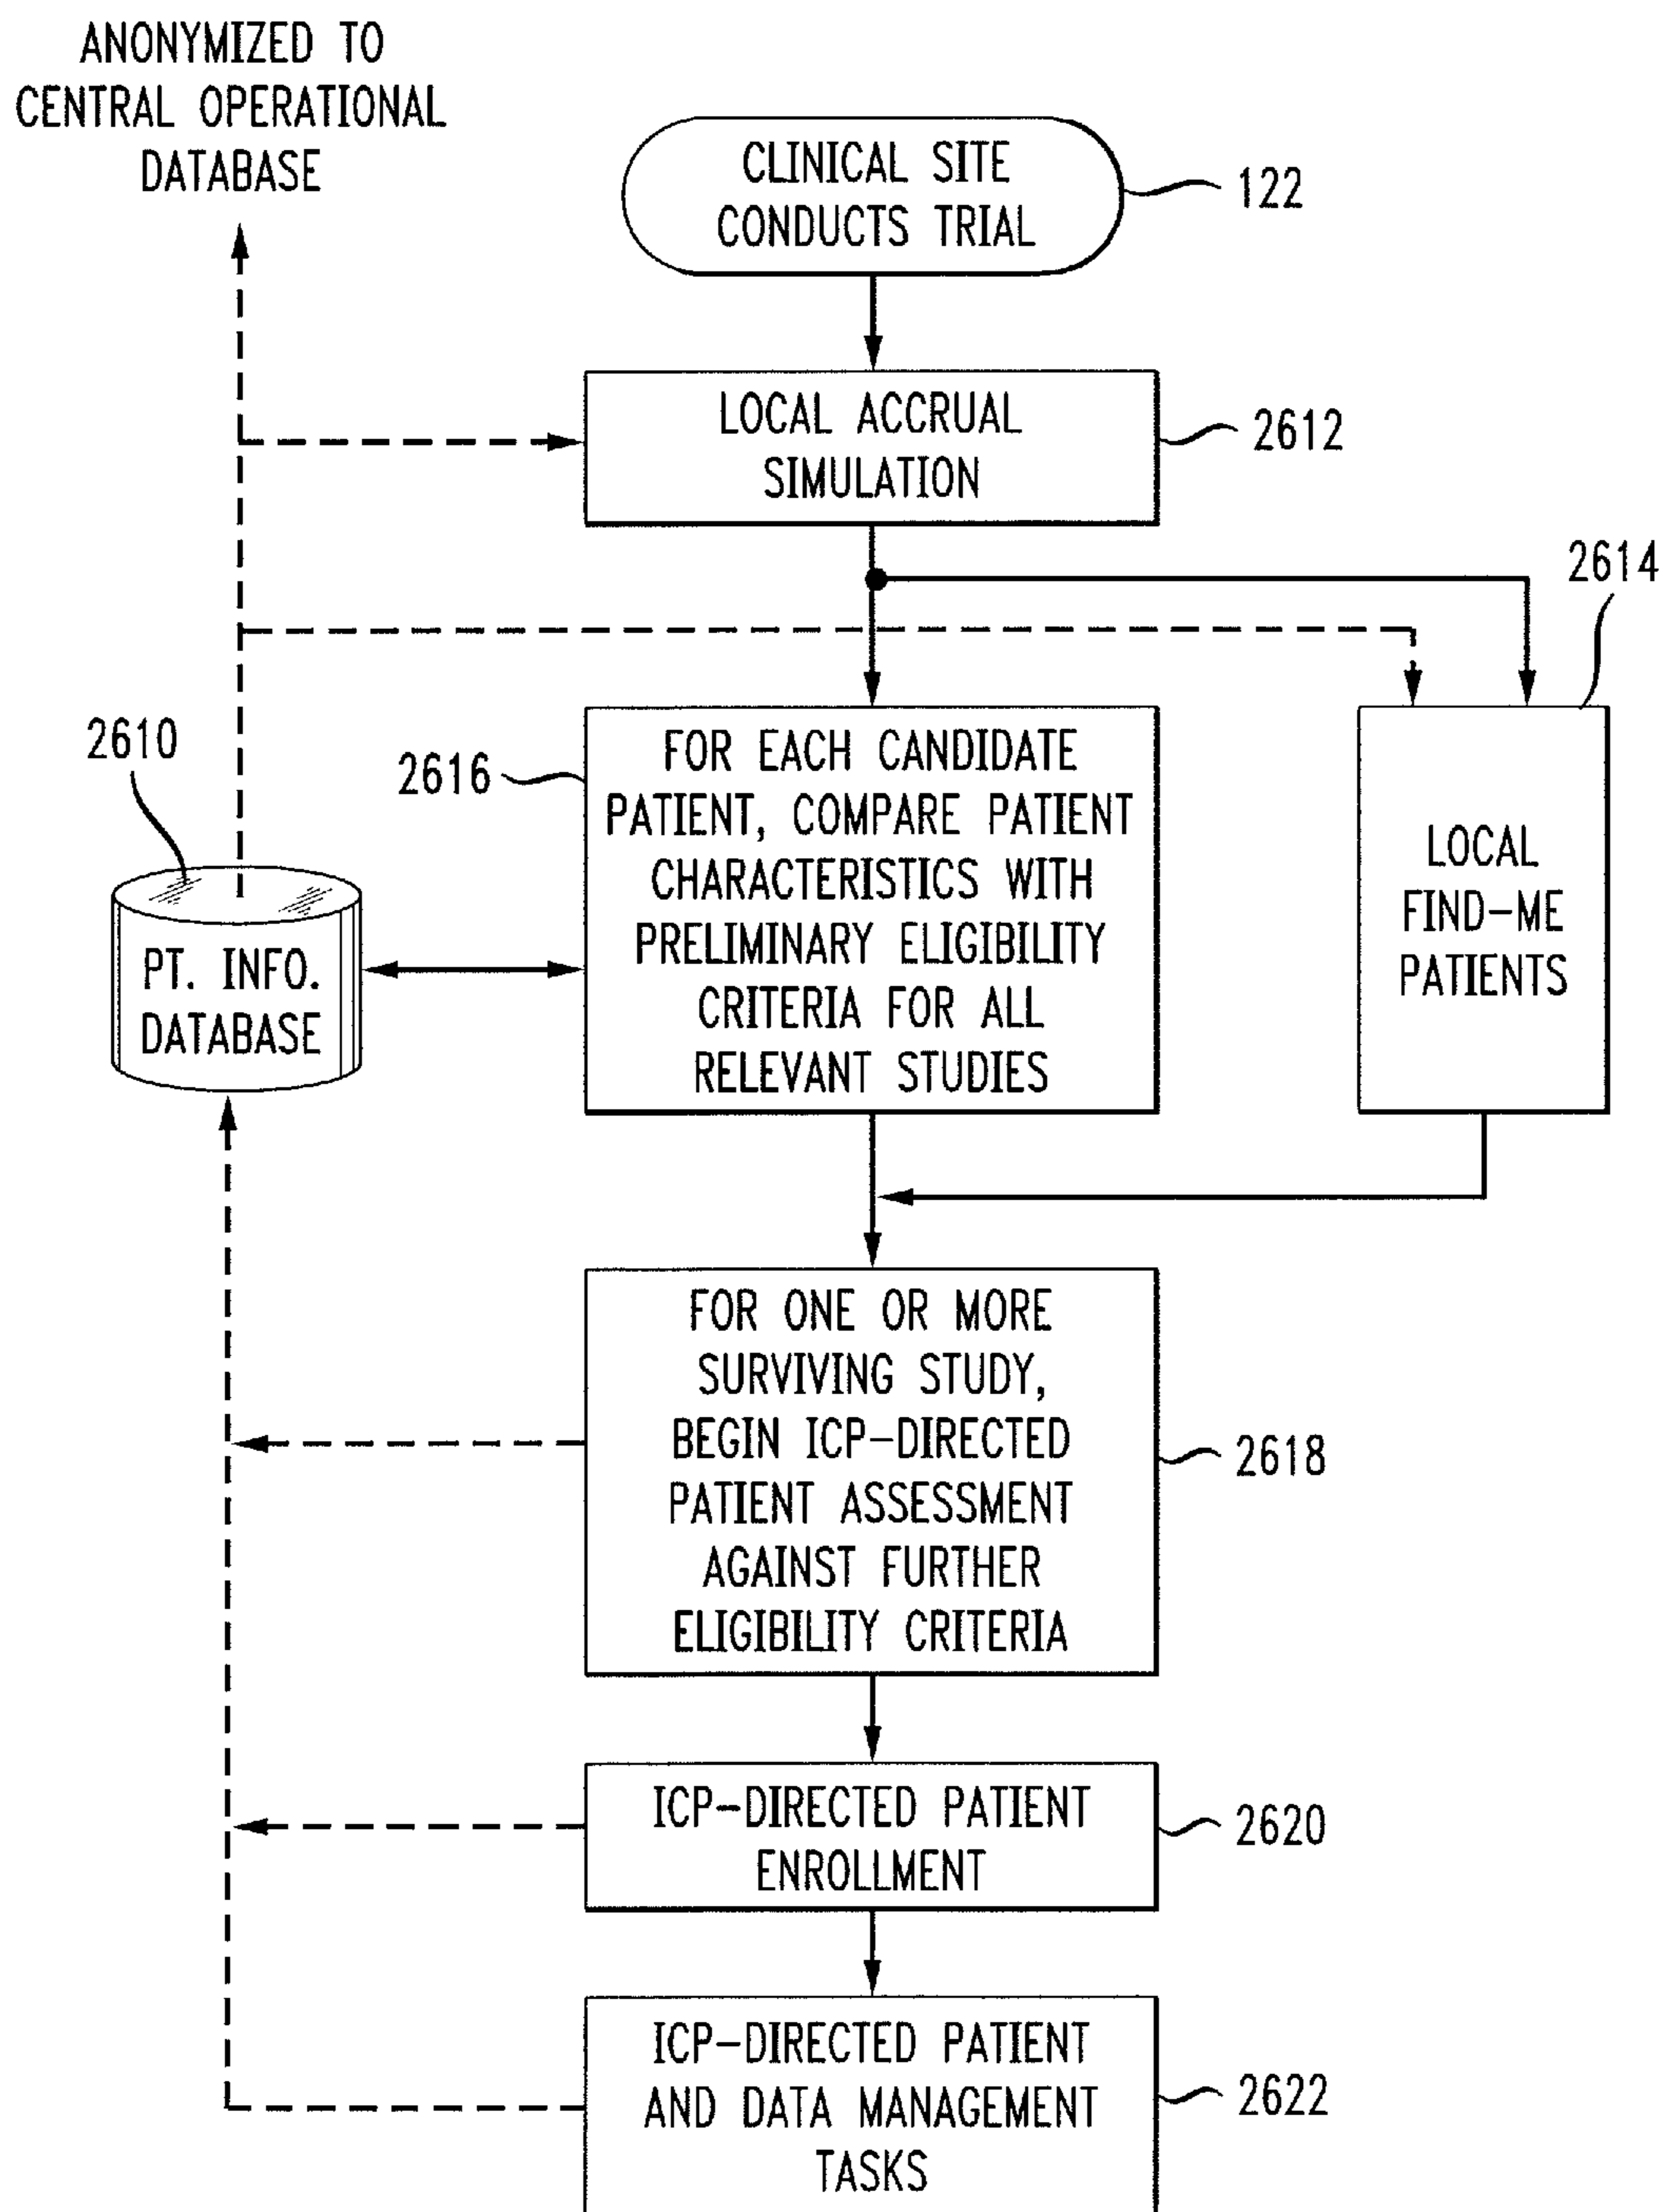 ANONYMIZED TO
CENTRAL OPERATIONAL
DATABASE
CLINICAL SITE
CONDUCTS TRIAL
122
LOCAL ACCRUAL
SIMULATION
2612
2614
2610
2616
FOR EACH CANDIDATE
PATIENT, COMPARE PATIENT
CHARACTERISTICS WITH
PRELIMINARY ELIGIBILITY
CRITERIA FOR ALL
RELEVANT STUDIES
LOCAL
FIND-ME
PATIENTS
PT. INFO.
DATABASE
FOR ONE OR MORE
SURVIVING STUDY,
BEGIN ICP-DIRECTED
PATIENT ASSESSMENT
AGAINST FURTHER
ELIGIBILITY CRITERIA
2618
ICP-DIRECTED PATIENT
ENROLLMENT
2620
ICP-DIRECTED PATIENT
AND DATA MANAGEMENT
TASKS
2622